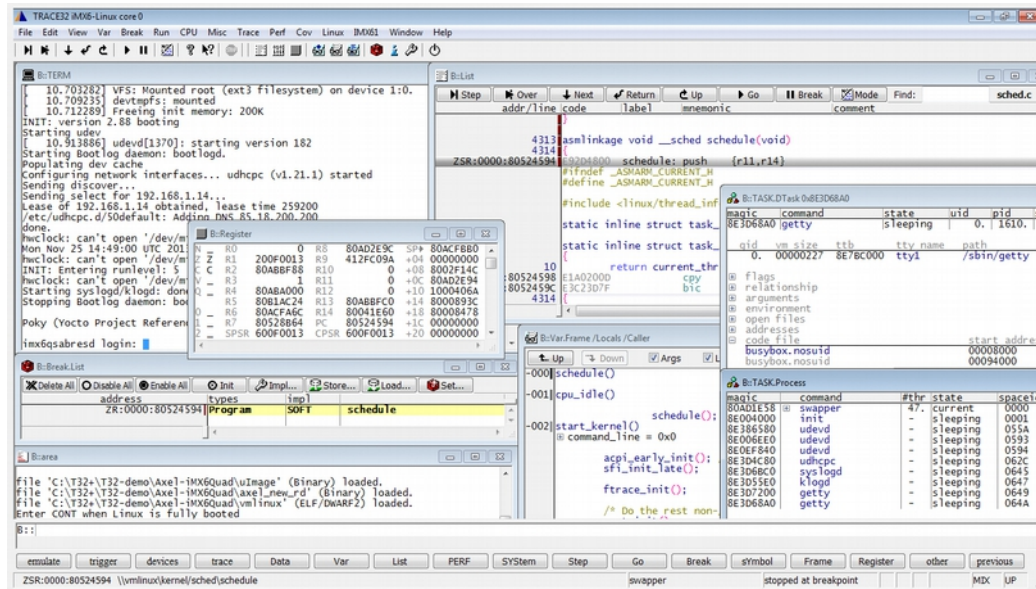 TRACE32 iMX6-Linux core 0
File Edit View Var Break Run CPU Misc Trace Perf Cov Linux IMX61 Window Help
B::TERM
[ 10.703282] VFS: Mounted root (ext3 filesystem) on device 1:0.
[ 10.709235] devtmpfs: mounted
[ 10.712289] Freeing init memory: 200K
INIT: version 2.88 booting
Starting udev
[ 10.913886] udevd[1370]: starting version 182
Starting Bootlog daemon: bootlogd.
Populating dev cache
Configuring network interfaces... udhcpc (v1.21.1) started
Sending discover...
Sending select for 192.168.1.14...
Lease of 192.168.1.14 obtained, lease time 259200
/etc/udhcpc.d/50default: Adding DNS 85.18.200.200
done.
hwclock: can't open '/dev/m
Mon Nov 25 14:49:00 UTC 201
hwclock: can't open '/dev/m
INIT: Entering runlevel: 5
hwclock: can't open '/dev/m
Starting syslogd/klogd: done
Stopping Bootlog daemon: bo
Poky (Yocto Project Referen
imx6qsabresd login:
B::Register
N _ R0 0 R8 80AD2E9C SP 80ACFBB0
Z Z R1 200F0013 R9 412FC09A +04 00000000
C _ R2 80ABBF88 R10 0 +08 8002F14C
V _ R3 1 R11 0 +0C 80AD2E94
Q _ R4 80ABA000 R12 0 +10 1000406A
R5 80B1AC24 R13 80ABBFC0 +14 8000893C
0 _ R6 80ACFA6C R14 80041E60 +18 80008478
1 _ R7 80528B64 PC 80524594 +1C 00000000
2 _ SPSR 600F0013 CPSR 600F0013 +20 00000000
B::List
Step Over Next Return Up Go Break Mode Find: sched.c
addr/line code label mnemonic comment
}
4313 asmlinkage void __sched schedule(void)
4314 {
ZSR:0000:80524594 E92D4800 schedule: push {r11,r14}
#ifndef _ASMARM_CURRENT_H
#define _ASMARM_CURRENT_H
#include <linux/thread_inf
static inline struct task_
static inline struct task_
{
10 return current_thr
:80524598 E1A0200D cpy
:8052459C E3C23D7F bic
4314 {
B::TASK.DTask 0x8E3D68A0
magic command state uid pid
8E3D68A0 getty sleeping 0. 1610.
gid vm size ttb tty name path
0. 00000227 8E7BC000 tty1 /sbin/getty
flags
relationship
arguments
environment
open files
addresses
code file start addre
busybox.nosuid 00008000
busybox.nosuid 00094000
B::Var.Frame /Locals /Caller
Up Down Args L
-000 schedule()
-001 cpu_idle()
schedule();
-002 start_kernel()
command_line = 0x0
acpi_early_init();
sfi_init_late();
ftrace_init();
/* Do the rest non-
B::TASK.Process
magic command #thr state spacei
80AD1E58 swapper 47. current 0000
8E004000 init - sleeping 0001
8E386580 udevd - sleeping 055A
8E006EE0 udevd - sleeping 0593
8E0EF840 udevd - sleeping 0594
8E3D4C80 udhcpc - sleeping 062C
8E3D6BC0 syslogd - sleeping 0645
8E3D55E0 klogd - sleeping 0647
8E3D7200 getty - sleeping 0649
8E3D68A0 getty - sleeping 064A
B::Break.List
Delete All Disable All Enable All Init Impl... Store... Load... Set...
address types impl
ZR:0000:80524594 Program SOFT schedule
B::area
file 'C:\T32+\T32-demo\Axel-iMX6Quad\uImage' (Binary) loaded.
file 'C:\T32+\T32-demo\Axel-iMX6Quad\axel_new_rd' (Binary) loaded.
file 'C:\T32+\T32-demo\Axel-iMX6Quad\vmlinux' (ELF/DWARF2) loaded.
Enter CONT when Linux is fully booted
B::
emulate trigger devices trace Data Var List PERF SYStem Step Go Break sYmbol Frame Register other previous
ZSR:0000:80524594 \\vmlinux\kernel/sched\schedule swapper stopped at breakpoint MIX UP